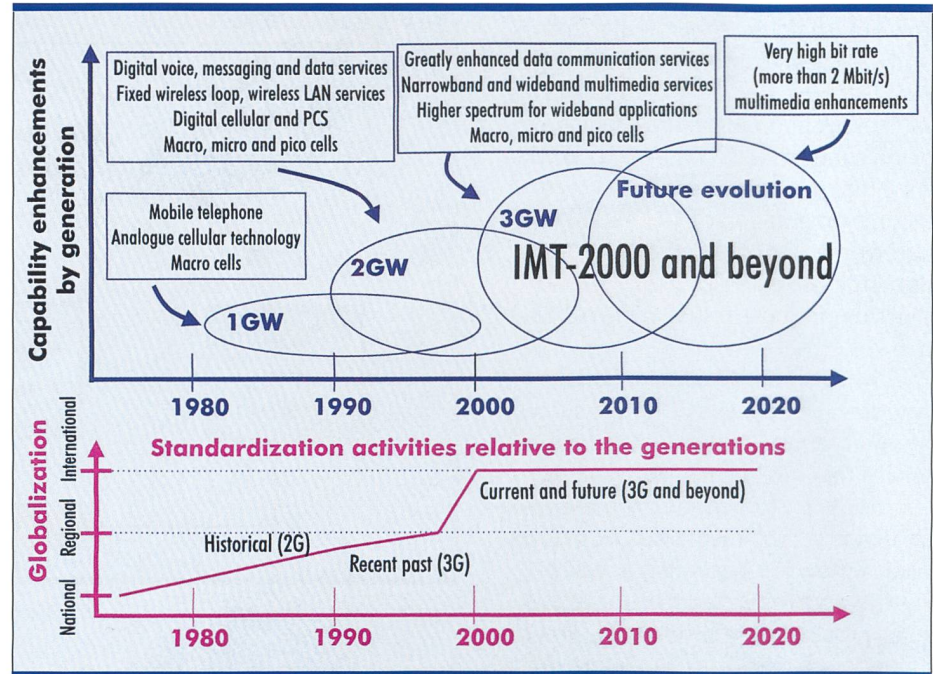 Capability enhancements
by generation
Digital voice, messaging and data services
Fixed wireless loop, wireless LAN services
Digital cellular and PCS
Macro, micro and pico cells
Greatly enhanced data communication services
Narrowband and wideband multimedia services
Higher spectrum for wideband applications
Macro, micro and pico cells
Very high bit rate
(more than 2 Mbit/s)
multimedia enhancements
Mobile telephone
Analogue cellular technology
Macro cells
1GW
2GW
3GW
Future evolution
IMT-2000 and beyond
1980 1990 2000 2010 2020
Standardization activities relative to the generations
Globalization
International
Regional
National
Current and future (3G and beyond)
Historical (2G)
Recent past (3G)
1980 1990 2000 2010 2020